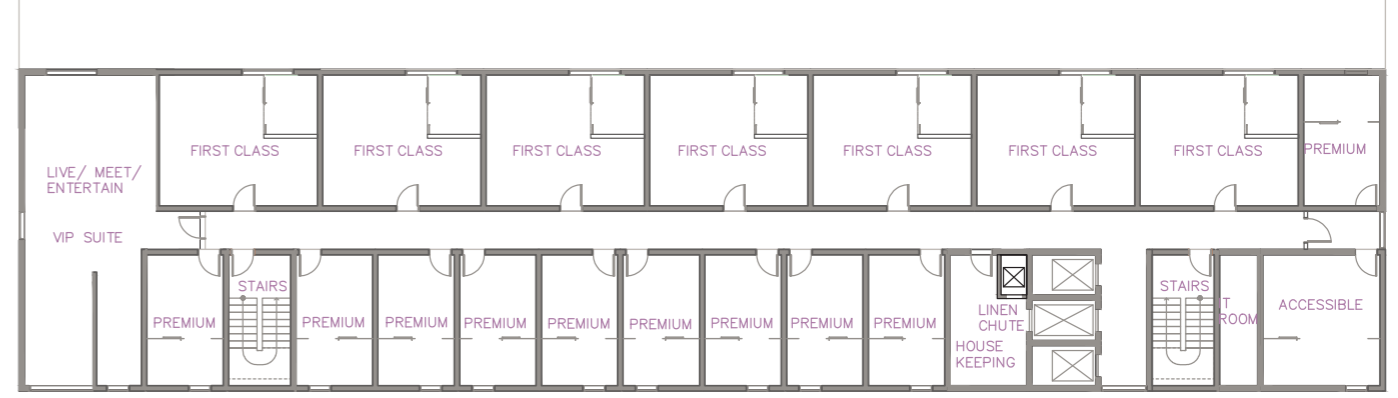 FIRST CLASS
FIRST CLASS
FIRST CLASS
FIRST CLASS
FIRST CLASS
FIRST CLASS
FIRST CLASS
PREMIUM
LIVE/ MEET/
ENTERTAIN
VIP SUITE
PREMIUM
STAIRS
PREMIUM
PREMIUM
PREMIUM
PREMIUM
PREMIUM
PREMIUM
PREMIUM
PREMIUM
LINEN
CHUTE
HOUSE
KEEPING
STAIRS
IT
ROOM
ACCESSIBLE